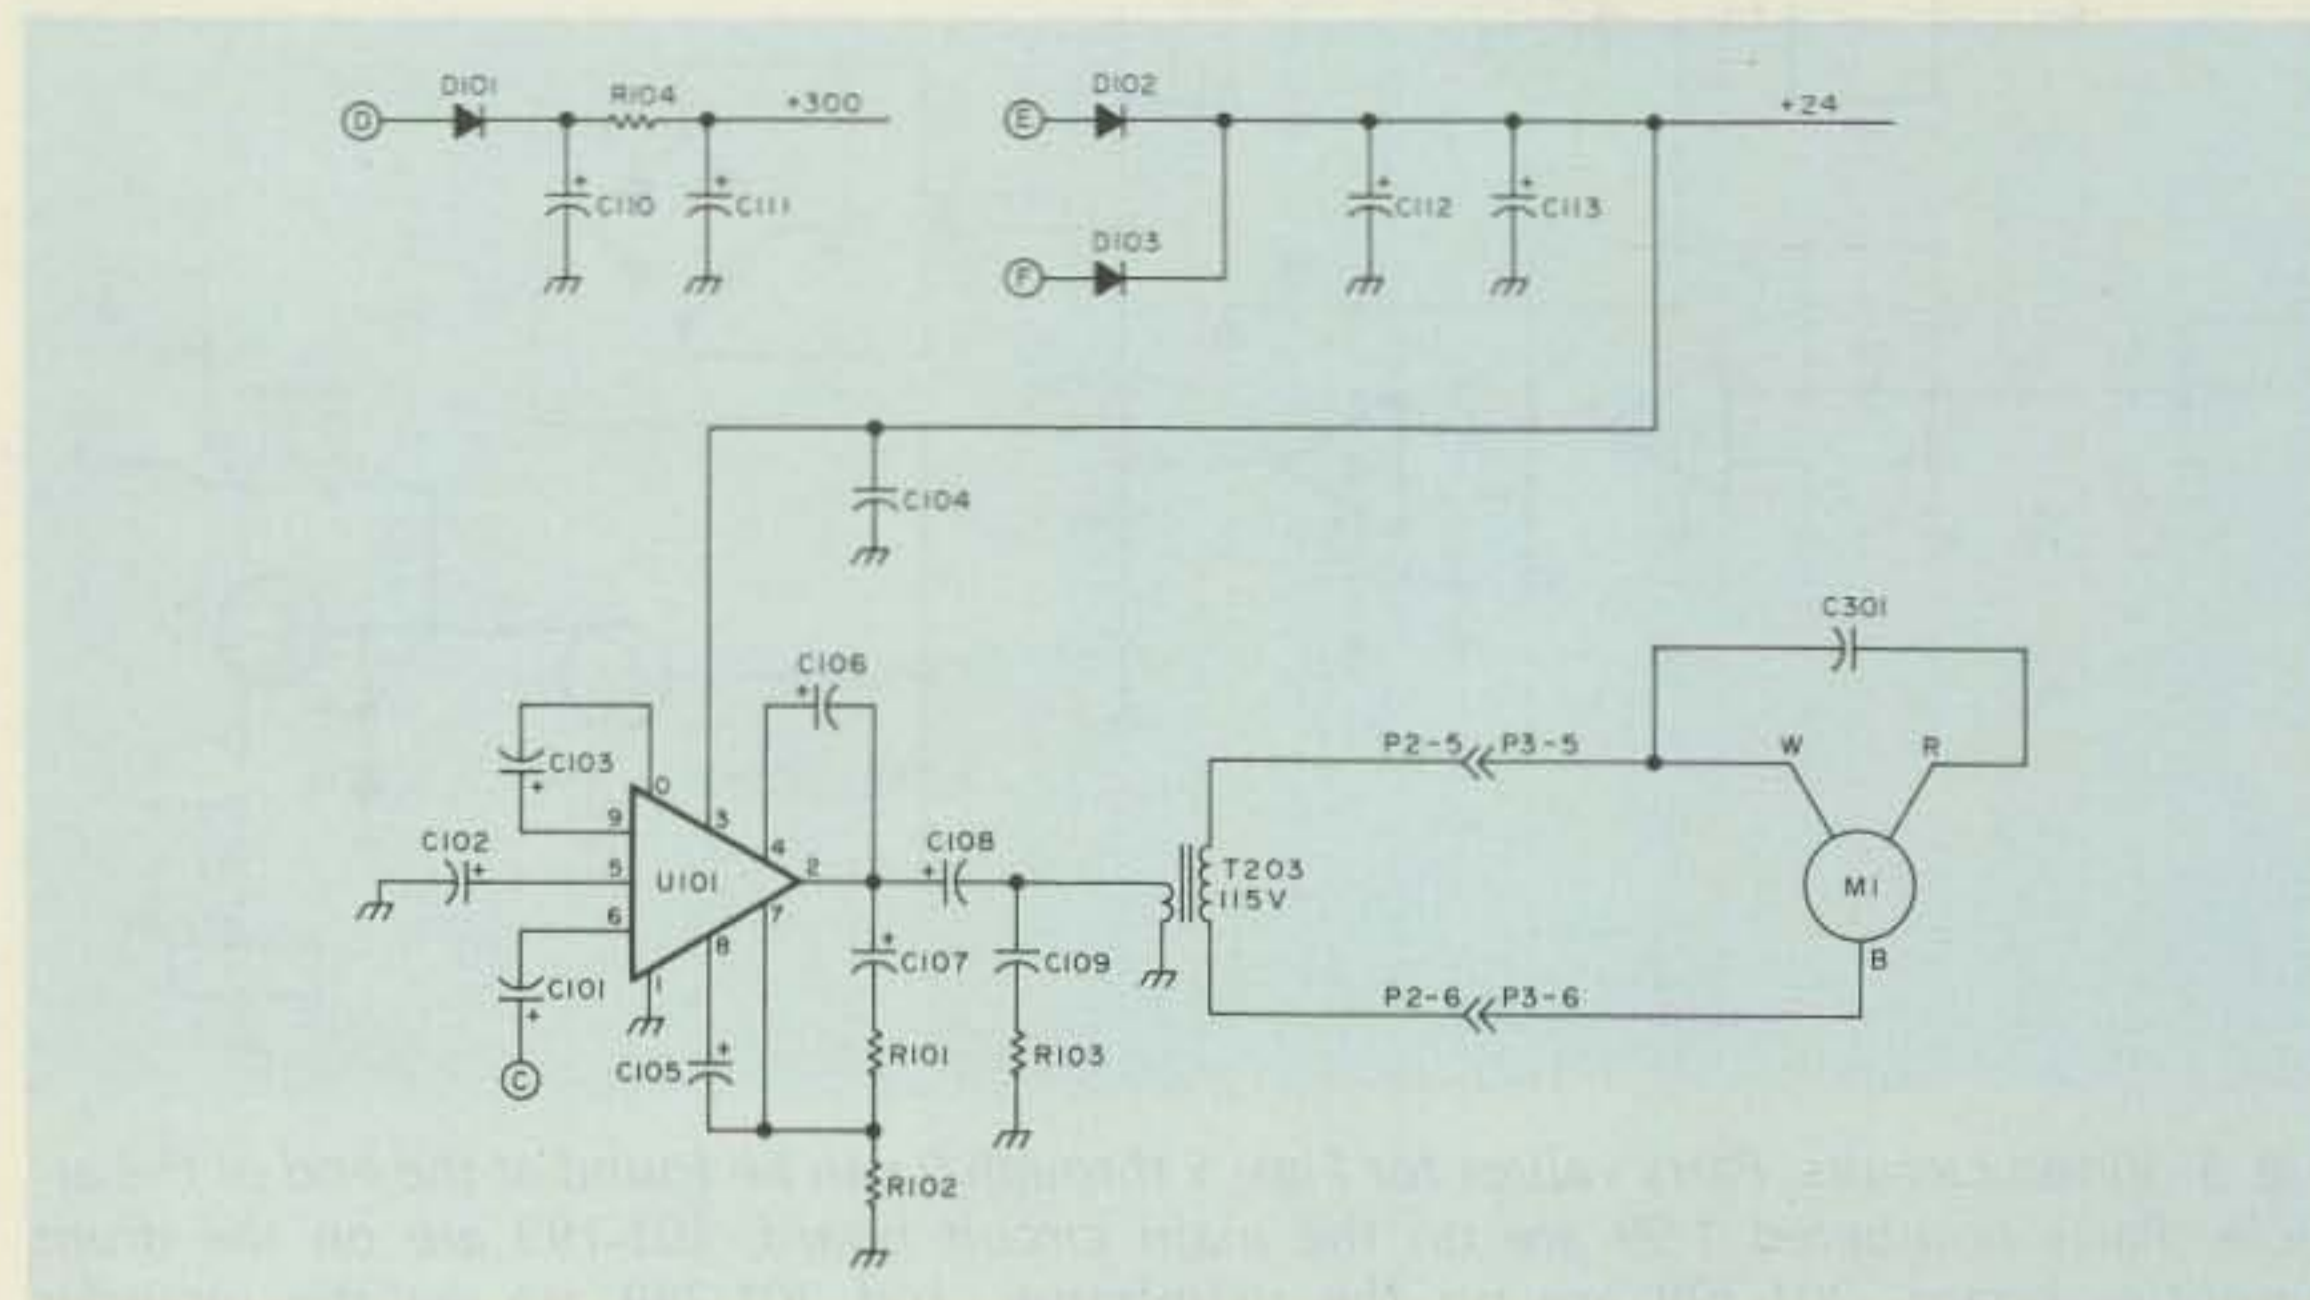 D101
R104
+300
D
+
C110
+
C111
D102
+24
E
+
C112
+
C113
D103
F
C104
C301
C106
+
C103
+
0
3
9
4
C102
+
5
U101
2
6
7
8
1
C101
+
C
C108
+
+
C107
C109
C105
+
R101
R103
R102
T203
115V
P2-5
P3-5
W
R
M1
B
P2-6
P3-6